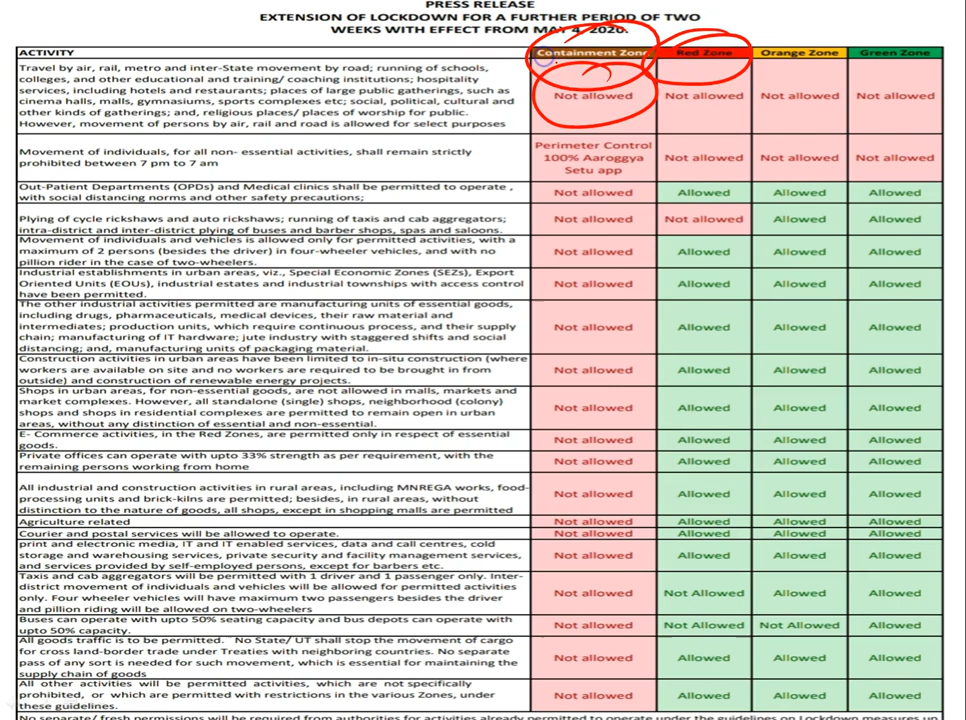 PRESS RELEASE
EXTENSION OF LOCKDOWN FOR A FURTHER PERIOD OF TWO
WEEKS WITH EFFECT FROM MAY 4, 2020.
ACTIVITY Containment Zone Red Zone Orange Zone Green Zone
Travel by air, rail, metro and inter-State movement by road; running of schools,
colleges, and other educational and training/ coaching institutions; hospitality
services, including hotels and restaurants; places of large public gatherings, such as
cinema halls, malls, gymnasiums, sports complexes etc; social, political, cultural and
other kinds of gatherings; and, religious places/ places of worship for public.
However, movement of persons by air, rail and road is allowed for select purposes
Not allowed Not allowed Not allowed Not allowed
Movement of individuals, for all non- essential activities, shall remain strictly
prohibited between 7 pm to 7 am
Perimeter Control
100% Aaroggya
Setu app
Not allowed Not allowed Not allowed
Out-Patient Departments (OPDs) and Medical clinics shall be permitted to operate ,
with social distancing norms and other safety precautions;
Not allowed Allowed Allowed Allowed
Plying of cycle rickshaws and auto rickshaws; running of taxis and cab aggregators;
intra-district and inter-district plying of buses and barber shops, spas and saloons.
Not allowed Not allowed Allowed Allowed
Movement of individuals and vehicles is allowed only for permitted activities, with a
maximum of 2 persons (besides the driver) in four-wheeler vehicles, and with no
pillion rider in the case of two-wheelers.
Not allowed Allowed Allowed Allowed
Industrial establishments in urban areas, viz., Special Economic Zones (SEZs), Export
Oriented Units (EOUs), industrial estates and industrial townships with access control
have been permitted.
Not allowed Allowed Allowed Allowed
The other industrial activities permitted are manufacturing units of essential goods,
including drugs, pharmaceuticals, medical devices, their raw material and
intermediates; production units, which require continuous process, and their supply
chain; manufacturing of IT hardware; jute industry with staggered shifts and social
distancing; and, manufacturing units of packaging material.
Not allowed Allowed Allowed Allowed
Construction activities in urban areas have been limited to in-situ construction (where
workers are available on site and no workers are required to be brought in from
outside) and construction of renewable energy projects.
Not allowed Allowed Allowed Allowed
Shops in urban areas, for non-essential goods, are not allowed in malls, markets and
market complexes. However, all standalone (single) shops, neighborhood (colony)
shops and shops in residential complexes are permitted to remain open in urban
areas, without any distinction of essential and non-essential.
Not allowed Allowed Allowed Allowed
E- Commerce activities, in the Red Zones, are permitted only in respect of essential
goods.
Not allowed Allowed Allowed Allowed
Private offices can operate with upto 33% strength as per requirement, with the
remaining persons working from home
Not allowed Allowed Allowed Allowed
All industrial and construction activities in rural areas, including MNREGA works, food-
processing units and brick-kilns are permitted; besides, in rural areas, without
distinction to the nature of goods, all shops, except in shopping malls are permitted
Not allowed Allowed Allowed Allowed
Agriculture related Not allowed Allowed Allowed Allowed
Courier and postal services will be allowed to operate. Not allowed Allowed Allowed Allowed
print and electronic media, IT and IT enabled services, data and call centres, cold
storage and warehousing services, private security and facility management services,
and services provided by self-employed persons, except for barbers etc.
Not allowed Allowed Allowed Allowed
Taxis and cab aggregators will be permitted with 1 driver and 1 passenger only. Inter-
district movement of individuals and vehicles will be allowed for permitted activities
only. Four wheeler vehicles will have maximum two passengers besides the driver
and pillion riding will be allowed on two-wheelers
Not allowed Not Allowed Allowed Allowed
Buses can operate with upto 50% seating capacity and bus depots can operate with
upto 50% capacity.
Not allowed Not Allowed Not Allowed Allowed
All goods traffic is to be permitted. No State/ UT shall stop the movement of cargo
for cross land-border trade under Treaties with neighboring countries. No separate
pass of any sort is needed for such movement, which is essential for maintaining the
supply chain of goods
Not allowed Allowed Allowed Allowed
All other activities will be permitted activities, which are not specifically
prohibited, or which are permitted with restrictions in the various Zones, under
these guidelines.
Not allowed Allowed Allowed Allowed
No separate/ fresh permissions will be required from authorities for activities already permitted to operate under the guidelines on Lockdown measures up